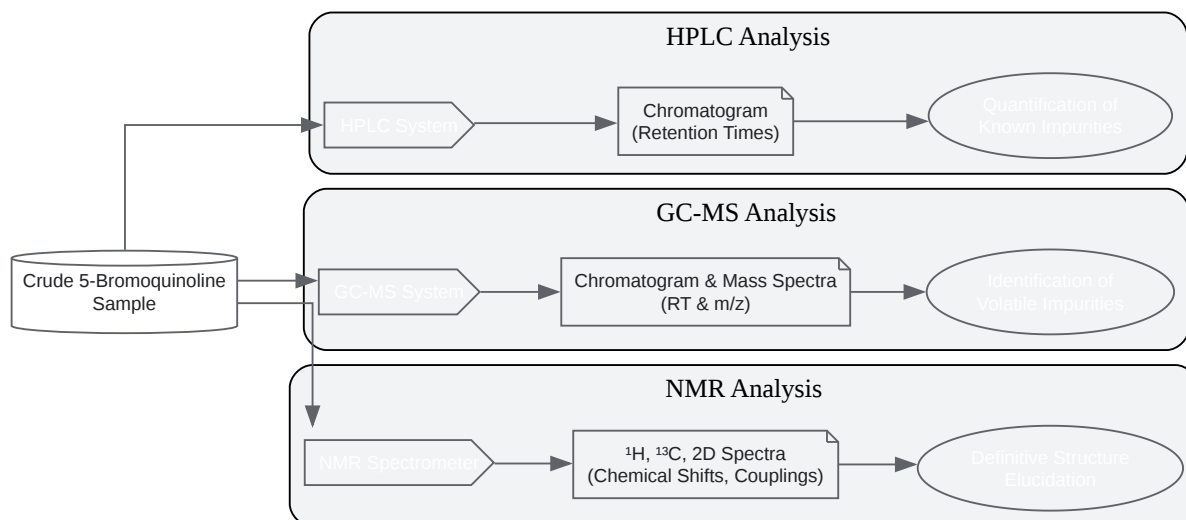 HPLC Analysis
HPLC System
Chromatogram
(Retention Times)
Quantification of
Known Impurities
GC-MS Analysis
Crude 5-Bromoquinoline
Sample
GC-MS System
Chromatogram & Mass Spectra
(RT & m/z)
Identification of
Volatile Impurities
NMR Analysis
NMR Spectrometer
¹H, ¹³C, 2D Spectra
(Chemical Shifts, Couplings)
Definitive Structure
Elucidation